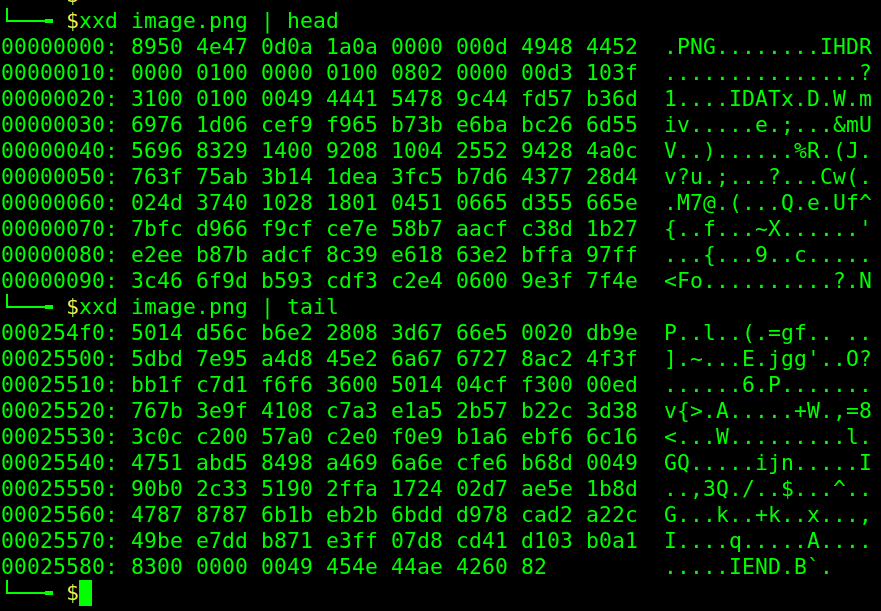 └──╼ $xxd image.png | head
00000000: 8950 4e47 0d0a 1a0a 0000 000d 4948 4452  .PNG........IHDR
00000010: 0000 0100 0000 0100 0802 0000 00d3 103f  ...............?
00000020: 3100 0100 0049 4441 5478 9c44 fd57 b36d  1....IDATx.D.W.m
00000030: 6976 1d06 cef9 f965 b73b e6ba bc26 6d55  iv.....e.;...&mU
00000040: 5696 8329 1400 9208 1004 2552 9428 4a0c  V..)......%R.(J.
00000050: 763f 75ab 3b14 1dea 3fc5 b7d6 4377 28d4  v?u.;...?...Cw(.
00000060: 024d 3740 1028 1801 0451 0665 d355 665e  .M7@.(...Q.e.Uf^
00000070: 7bfc d966 f9cf ce7e 58b7 aacf c38d 1b27  {..f...~X......'
00000080: e2ee b87b adcf 8c39 e618 63e2 bffa 97ff  ...{...9..c.....
00000090: 3c46 6f9d b593 cdf3 c2e4 0600 9e3f 7f4e  <Fo..........?.N
└──╼ $xxd image.png | tail
000254f0: 5014 d56c b6e2 2808 3d67 66e5 0020 db9e  P..l..(.=gf.. ..
00025500: 5dbd 7e95 a4d8 45e2 6a67 6727 8ac2 4f3f  ].~...E.jgg'..O?
00025510: bb1f c7d1 f6f6 3600 5014 04cf f300 00ed  ......6.P.......
00025520: 767b 3e9f 4108 c7a3 e1a5 2b57 b22c 3d38  v{>.A.....+W.,=8
00025530: 3c0c c200 57a0 c2e0 f0e9 b1a6 ebf6 6c16  <...W.........l.
00025540: 4751 abd5 8498 a469 6a6e cfe6 b68d 0049  GQ.....ijn.....I
00025550: 90b0 2c33 5190 2ffa 1724 02d7 ae5e 1b8d  ..,3Q./..$...^..
00025560: 4787 8787 6b1b eb2b 6bdd d978 cad2 a22c  G...k..+k..x...,
00025570: 49be e7dd b871 e3ff 07d8 cd41 d103 b0a1  I....q.....A....
00025580: 8300 0000 0049 454e 44ae 4260 82         .....IEND.B`.
└──╼ $